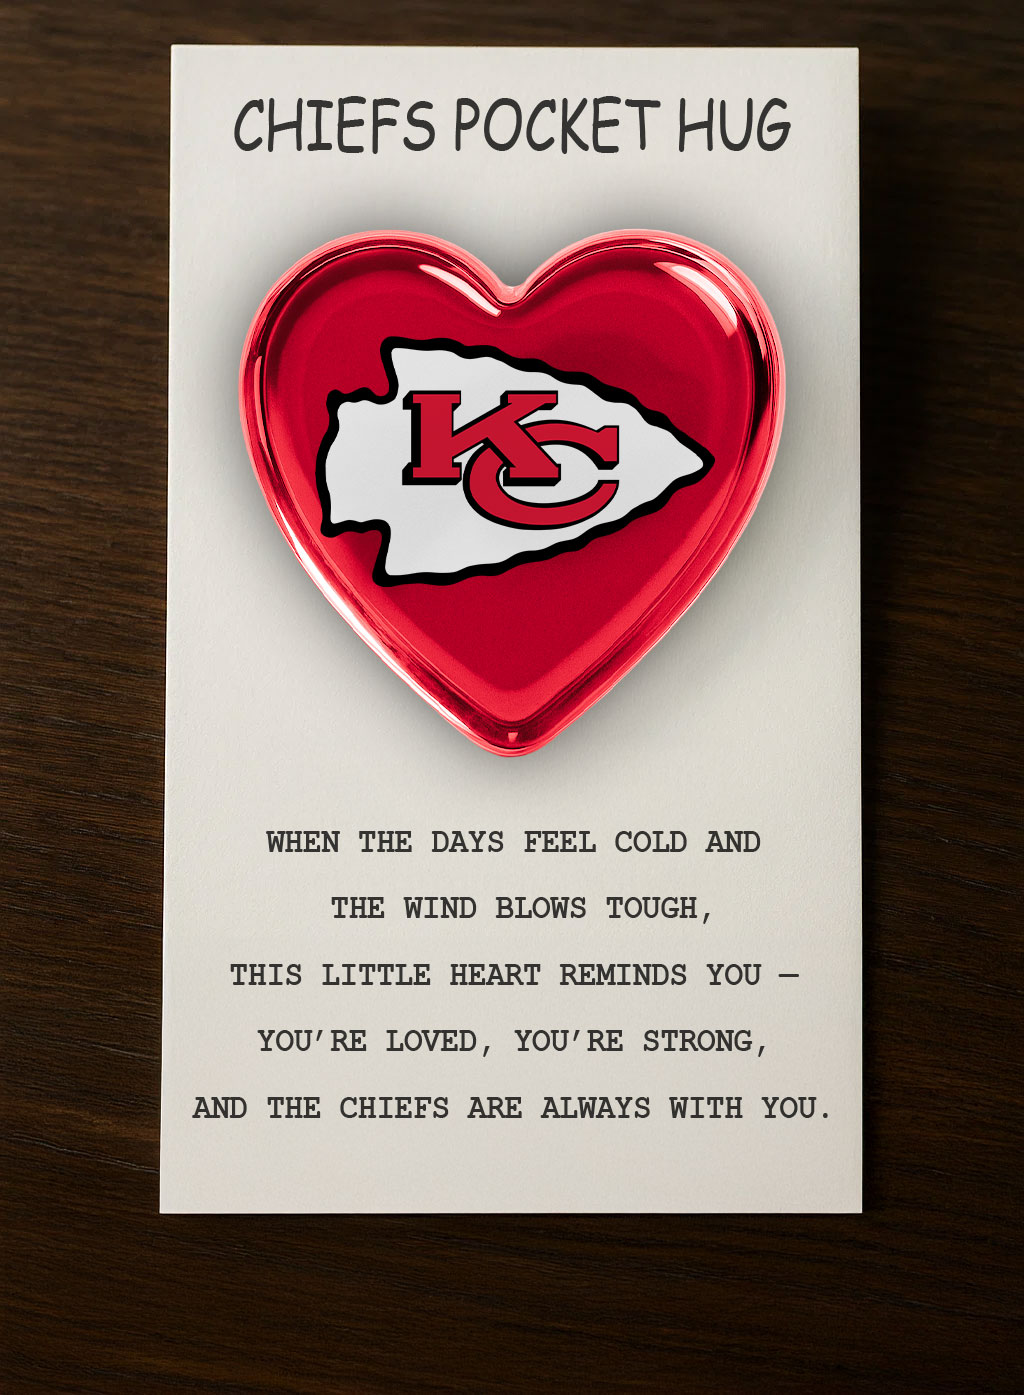 CHIEFS POCKET HUG
KC
WHEN THE DAYS FEEL COLD AND
THE WIND BLOWS TOUGH,
THIS LITTLE HEART REMINDS YOU —
YOU’RE LOVED, YOU’RE STRONG,
AND THE CHIEFS ARE ALWAYS WITH YOU.